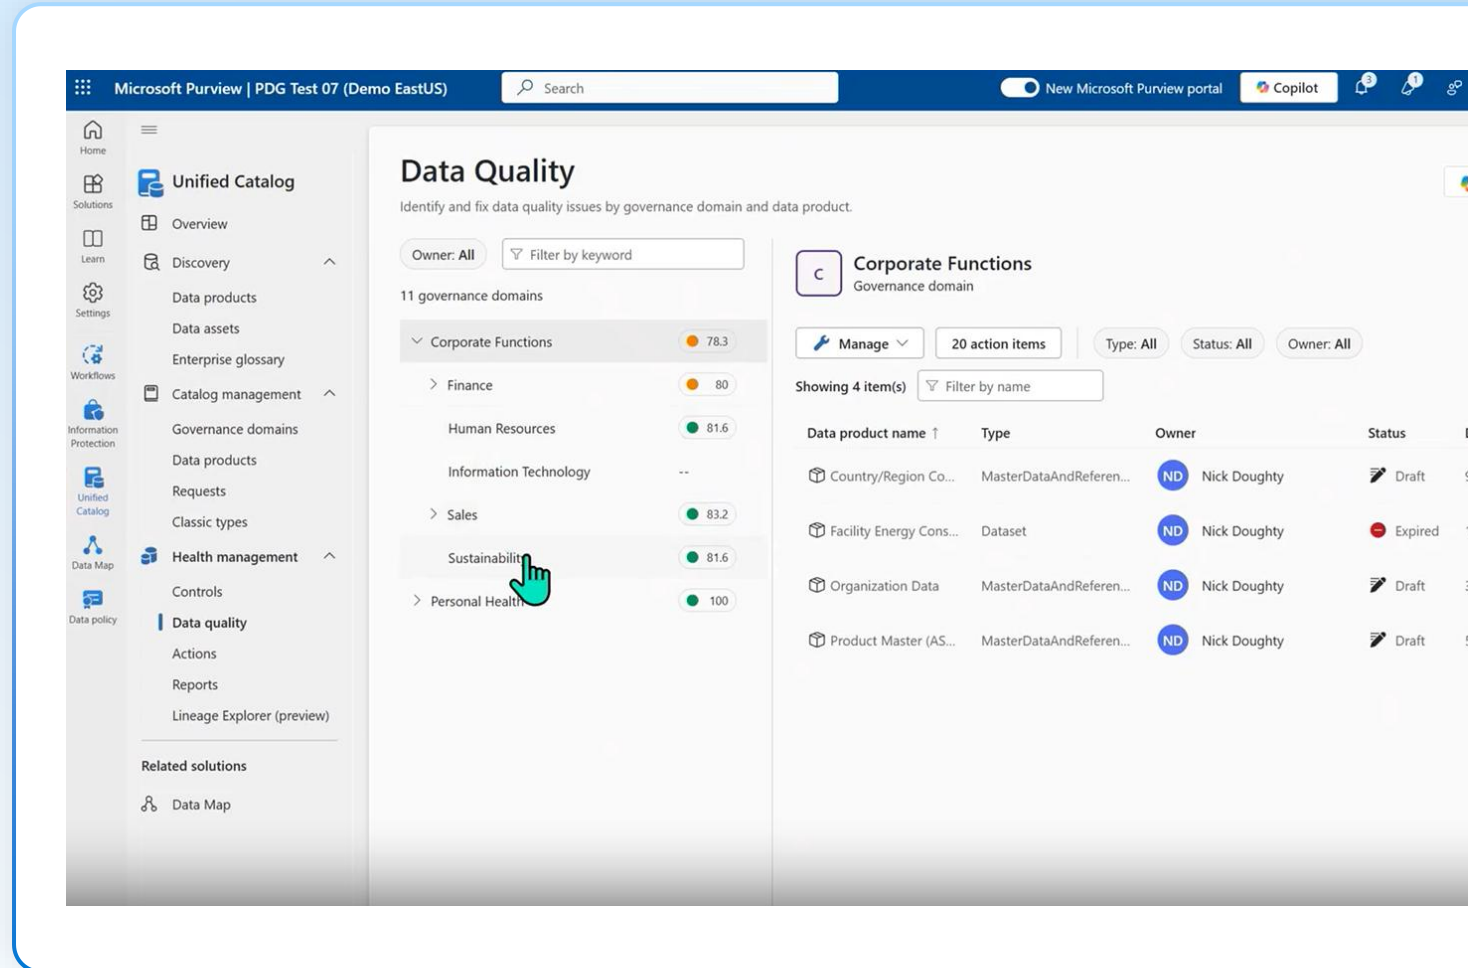 Microsoft Purview | PDG Test 07 (Demo EastUS)
Search
New Microsoft Purview portal
Copilot
3
1
Home
Solutions
Learn
Settings
Workflows
Information
Protection
Unified
Catalog
Data Map
Data policy
Unified Catalog
Overview
Discovery
Data products
Data assets
Enterprise glossary
Catalog management
Governance domains
Data products
Requests
Classic types
Health management
Controls
Data quality
Actions
Reports
Lineage Explorer (preview)
Related solutions
Data Map
Data Quality
Identify and fix data quality issues by governance domain and data product.
Owner: All
Filter by keyword
11 governance domains
Corporate Functions 78.3
Finance 80
Human Resources 81.6
Information Technology --
Sales 83.2
Sustainability 81.6
Personal Health 100
C
Corporate Functions
Governance domain
Manage
20 action items
Type: All
Status: All
Owner: All
Showing 4 item(s)
Filter by name
Data product name ↑ Type Owner Status
Country/Region Co... MasterDataAndReferen... ND Nick Doughty Draft
Facility Energy Cons... Dataset ND Nick Doughty Expired
Organization Data MasterDataAndReferen... ND Nick Doughty Draft
Product Master (AS... MasterDataAndReferen... ND Nick Doughty Draft